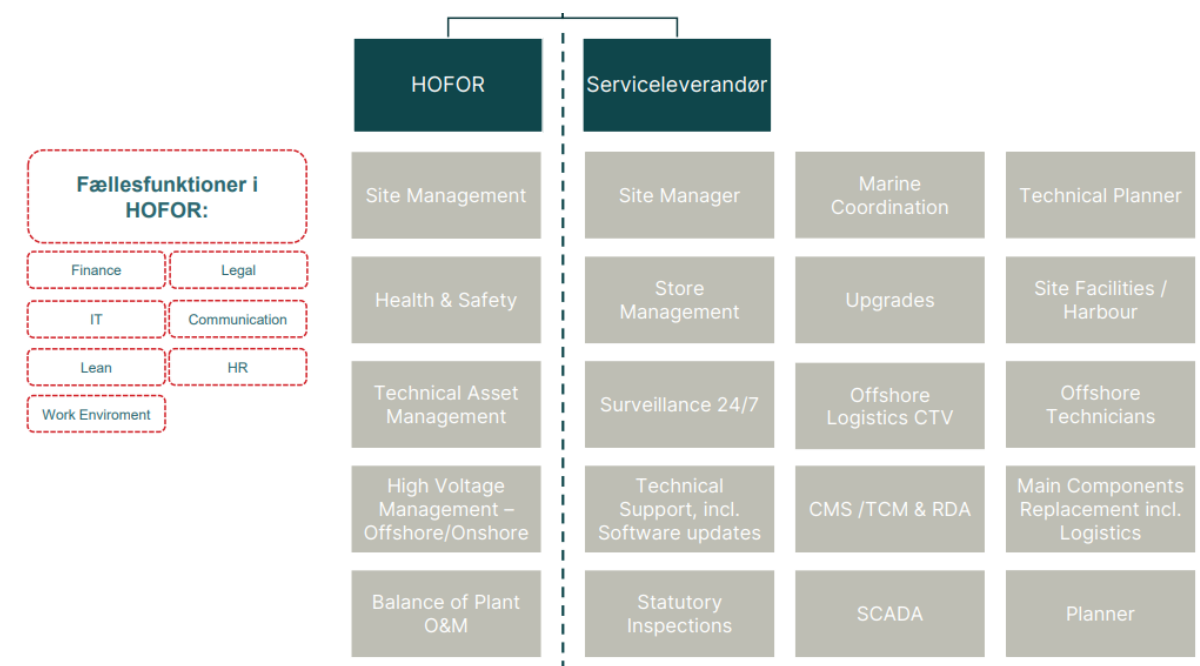 HOFOR
Serviceleverandør
Fællesfunktioner i
HOFOR:
Finance
Legal
IT
Communication
Lean
HR
Work Enviroment
Site Management
Site Manager
Marine
Coordination
Technical Planner
Health & Safety
Store
Management
Upgrades
Site Facilities /
Harbour
Technical Asset
Management
Surveillance 24/7
Offshore
Logistics CTV
Offshore
Technicians
High Voltage
Management –
Offshore/Onshore
Technical
Support, incl.
Software updates
CMS /TCM & RDA
Main Components
Replacement incl.
Logistics
Balance of Plant
O&M
Statutory
Inspections
SCADA
Planner